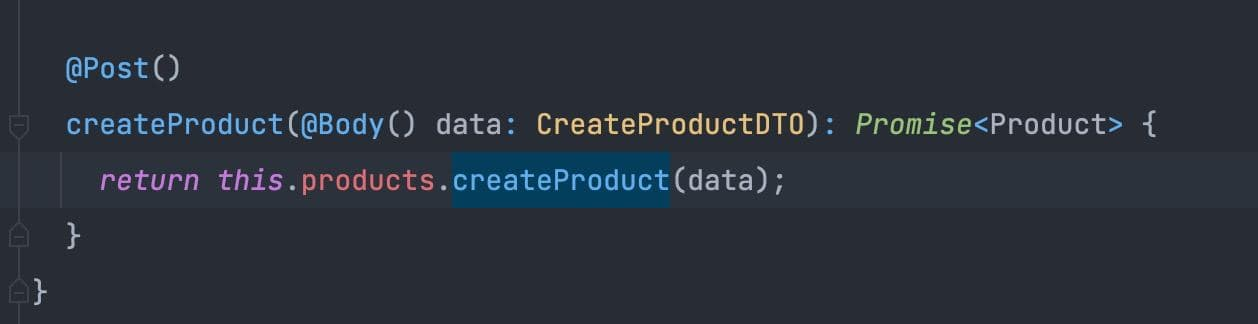 @Post()
createProduct(@Body() data: CreateProductDTO): Promise<Product> {
return this.products.createProduct(data);
}
}